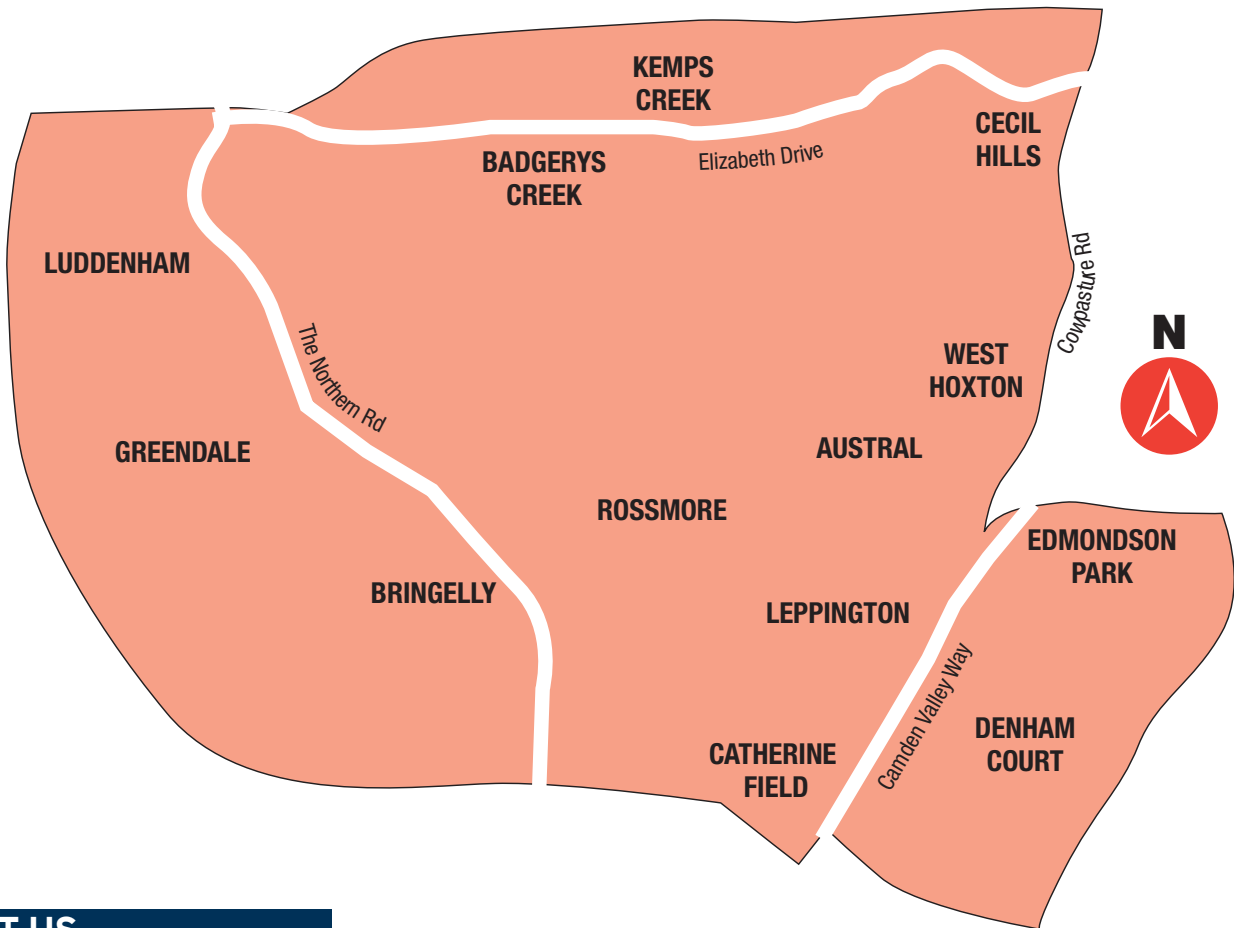 KEMPS
CREEK
CECIL
HILLS
BADGERYS
CREEK
Elizabeth Drive
LUDDENHAM
Cowpasture Rd
N
The Northern Rd
WEST
HOXTON
GREENDALE
AUSTRAL
ROSSMORE
EDMONDSON
PARK
BRINGELLY
LEPPINGTON
Camden Valley Way
DENHAM
COURT
CATHERINE
FIELD
T US